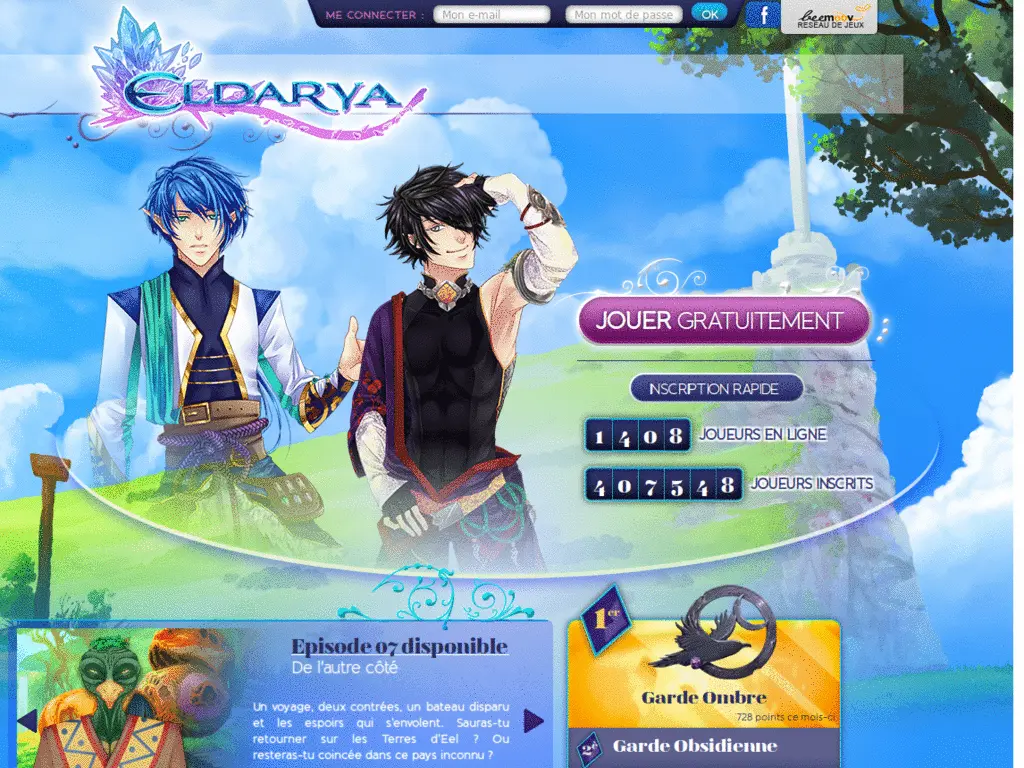 ME CONNECTER :
Mon e-mail
Mon mot de passe
OK
f
beemoov
RESEAU DE JEUX
ELDARYA
JOUER GRATUITEMENT
INSCRIPTION RAPIDE
1408 JOUEURS EN LIGNE
407548 JOUEURS INSCRITS
1er
Episode 07 disponible
De l'autre côté
Un voyage, deux contrées, un bateau disparu
et les espoirs qui s'envolent. Sauras-tu
retourner sur les Terres d'Eel ? Ou
resteras-tu coincée dans ce pays inconnu ?
Garde Ombre
728 points ce mois-ci
2e Garde Obsidienne